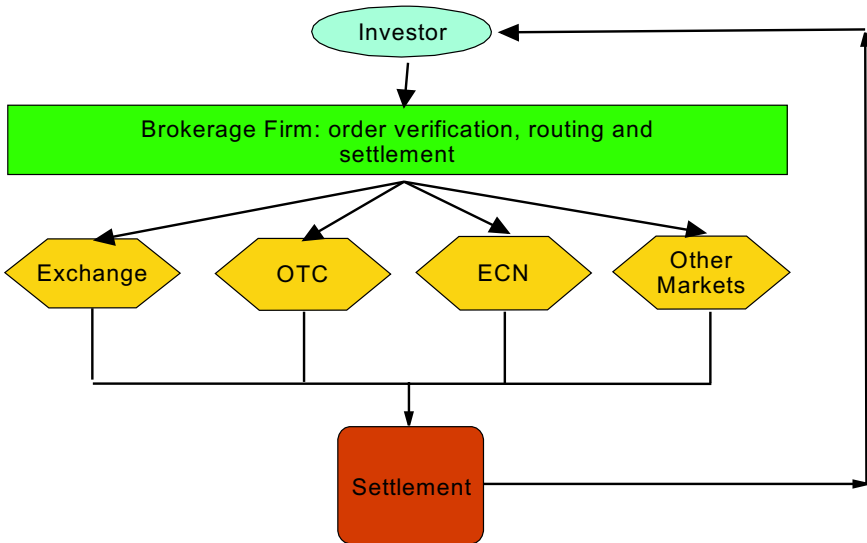 Investor
Brokerage Firm: order verification, routing and
settlement
Exchange
OTC
ECN
Other
Markets
Settlement